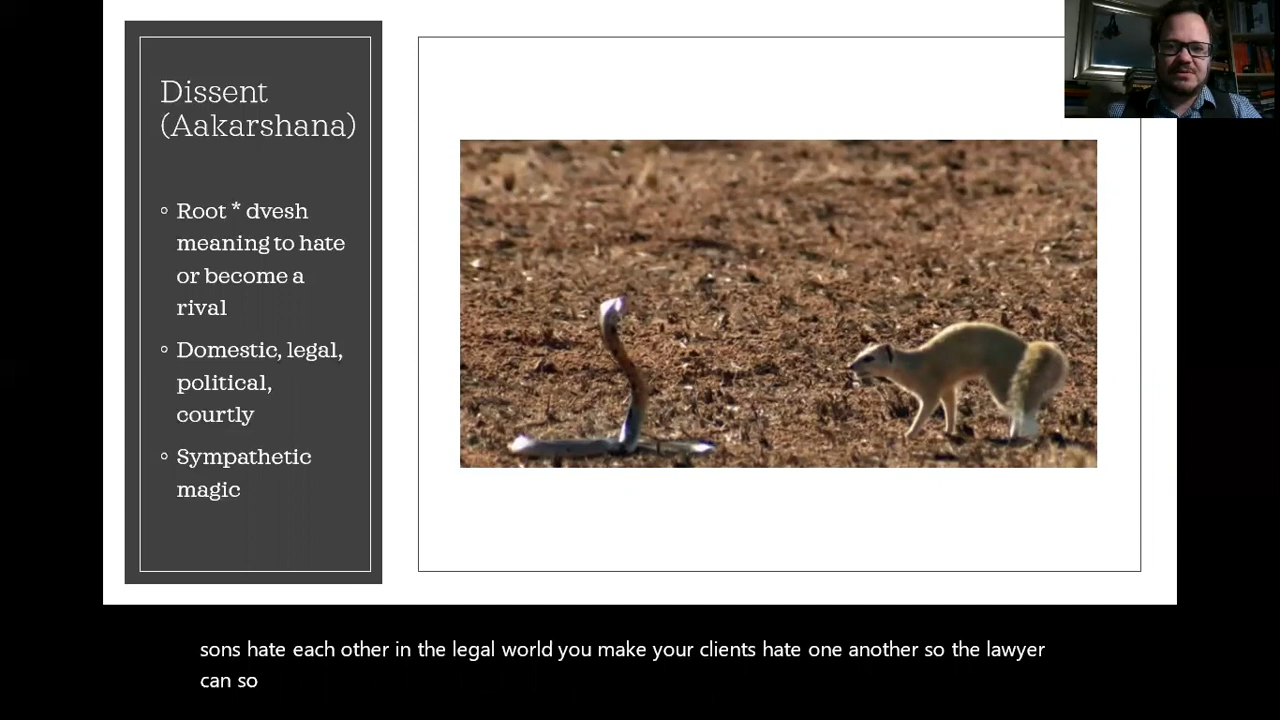 Dissent
(Aakarshana)
◦ Root * dvesh
meaning to hate
or become a
rival
◦ Domestic, legal,
political,
courtly
◦ Sympathetic
magic
sons hate each other in the legal world you make your clients hate one another so the lawyer
can so